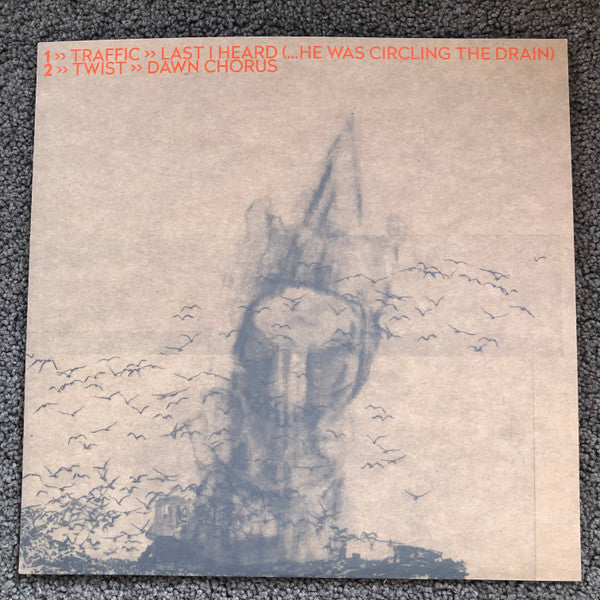 1 >> TRAFFIC >> LAST I HEARD (...HE WAS CIRCLING THE DRAIN)
2 >> TWIST >> DAWN CHORUS